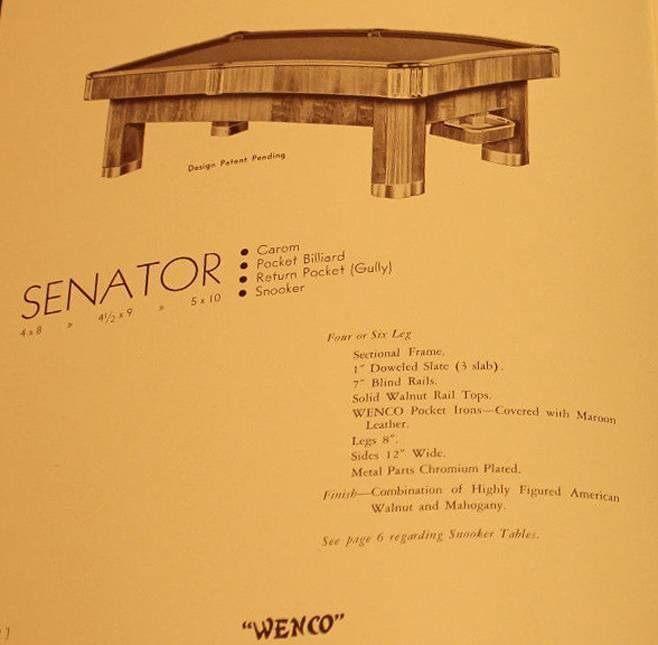 Design Patent Pending
SENATOR
4 x 8 » 4½ x 9 » 5 x 10
• Carom
• Pocket Billiard
• Return Pocket (Gully)
• Snooker
Four or Six Leg
Sectional Frame.
1" Doweled Slate (3 slab).
7" Blind Rails.
Solid Walnut Rail Tops.
WENCO Pocket Irons—Covered with Maroon
Leather.
Legs 8".
Sides 12" Wide.
Metal Parts Chromium Plated.
Finish—Combination of Highly Figured American
Walnut and Mahogany.
See page 6 regarding Snooker Tables.
"WENCO"